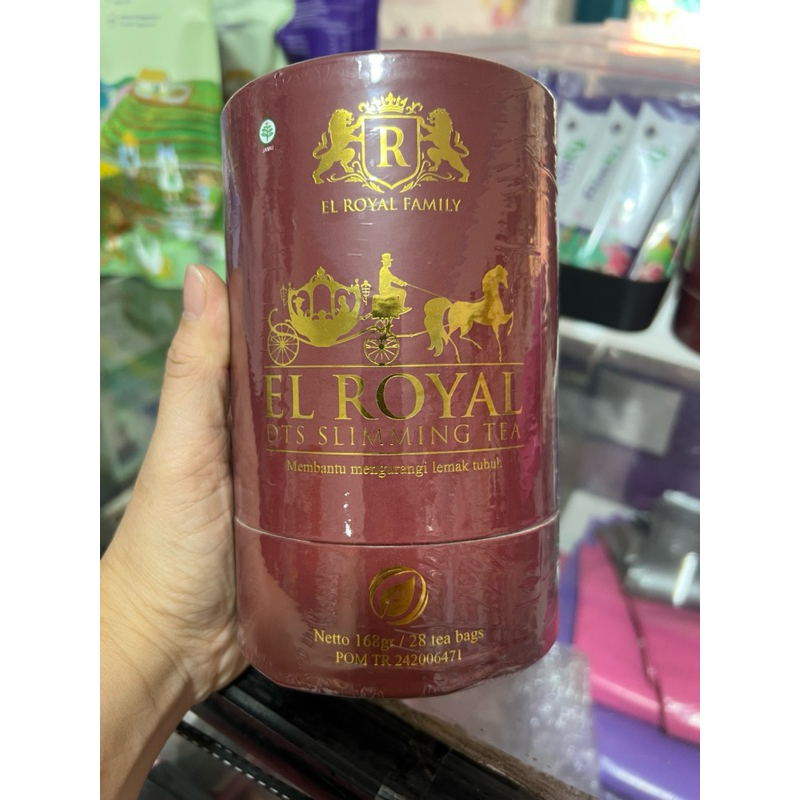 R
JAMU
EL ROYAL FAMILY
EL ROYAL
DTS SLIMMING TEA
Membantu mengurangi lemak tubuh
Netto 168gr / 28 tea bags
POM TR 242006471